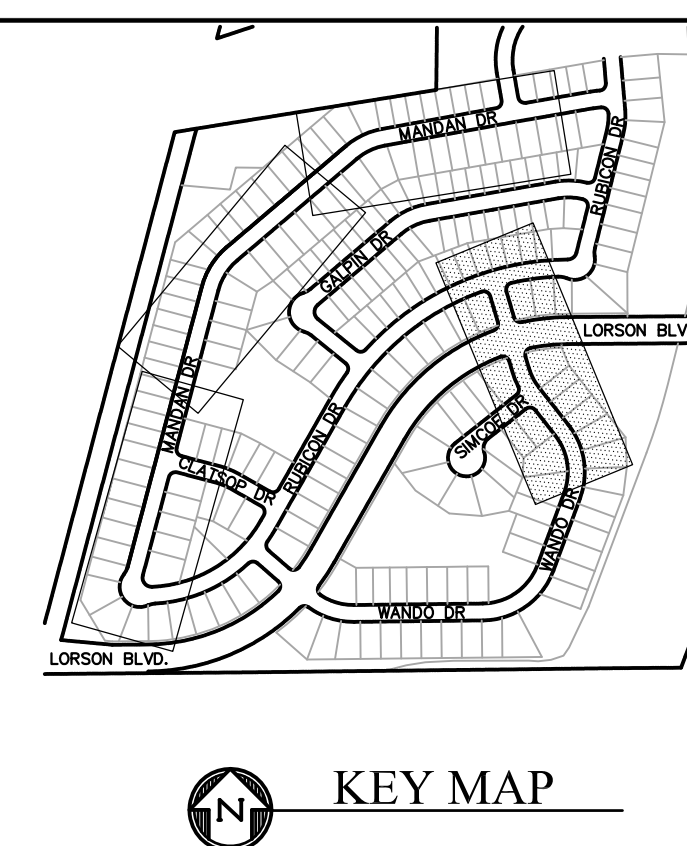 MANDAN DR
RUBICON DR
GALPIN DR
LORSON BLV
MANDAN DR
SIMCOE DR
RUBICON DR
CLATSOP DR
WANDO DR
WANDO DR
LORSON BLVD.
KEY MAP
N